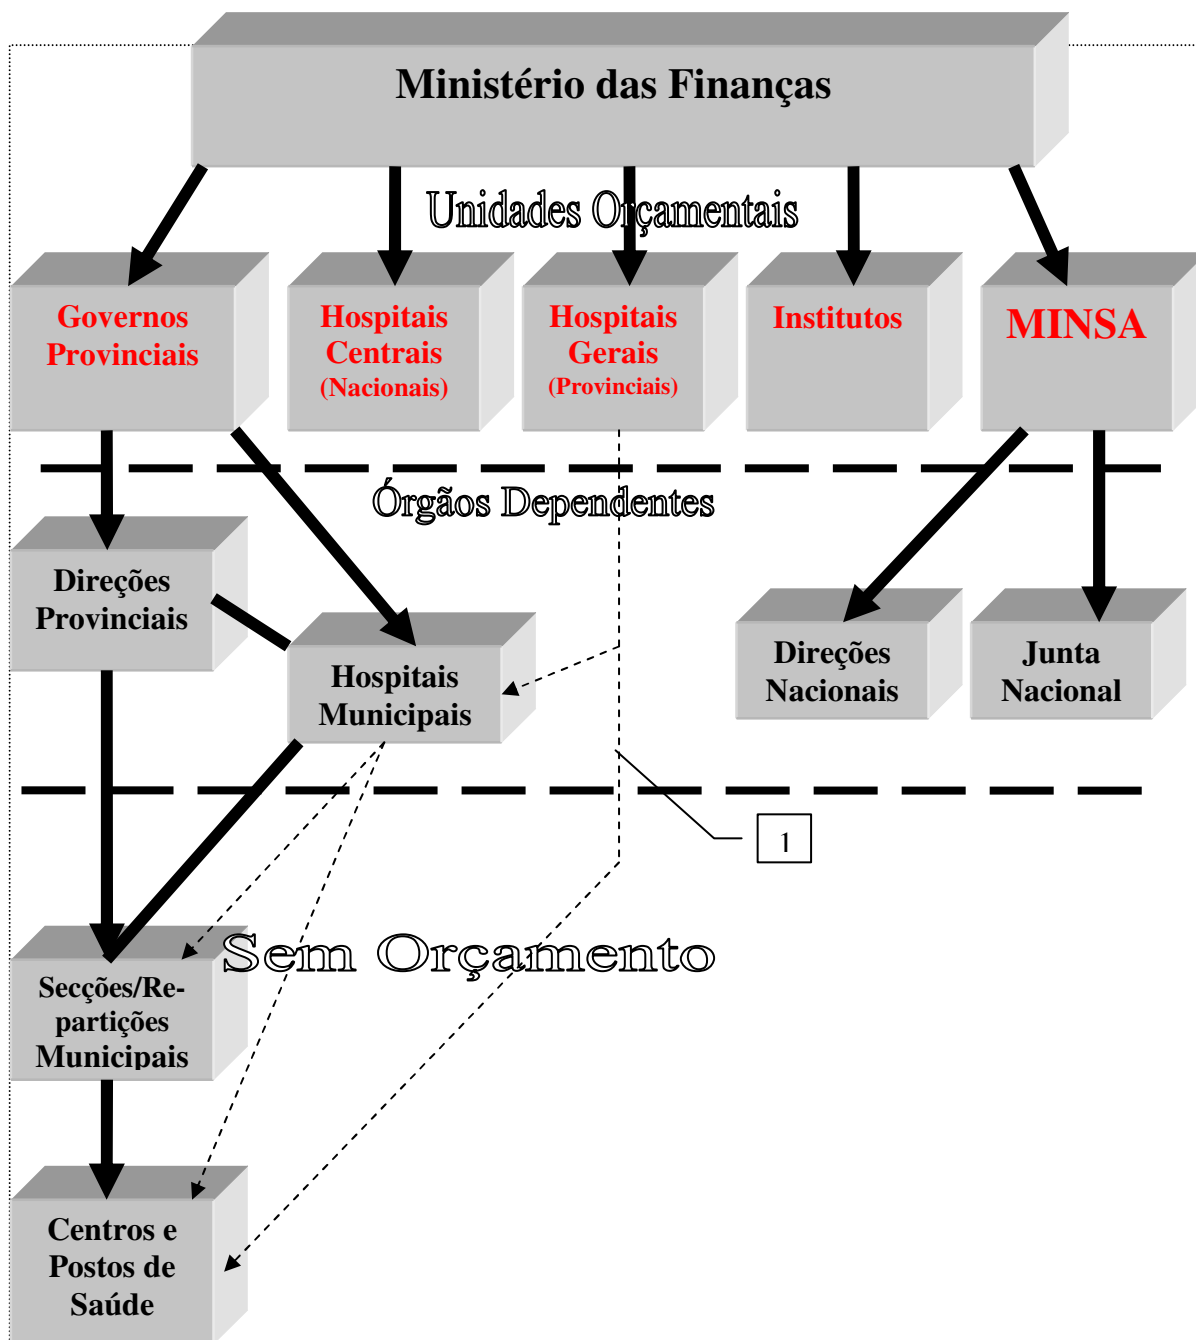 Ministério das Finanças
Unidades Orçamentais
Governos
Provinciais
Hospitais
Centrais
(Nacionais)
Hospitais
Gerais
(Provinciais)
Institutos
MINSA
Órgãos Dependentes
Direções
Provinciais
Hospitais
Municipais
Direções
Nacionais
Junta
Nacional
1
Sem Orçamento
Secções/Re-
partições
Municipais
Centros e
Postos de
Saúde